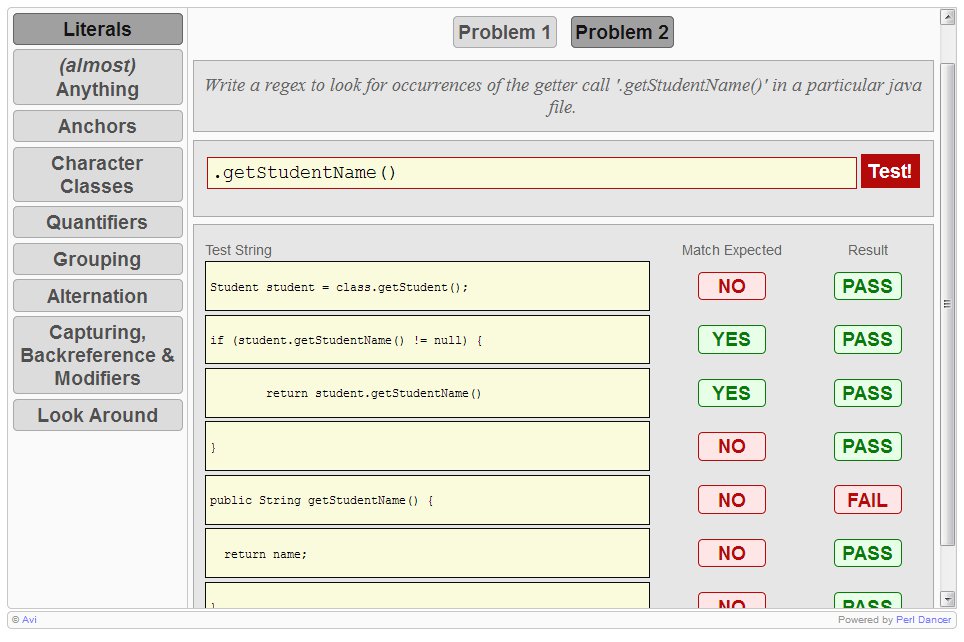 Literals
(almost)
Anything
Anchors
Character
Classes
Quantifiers
Grouping
Alternation
Capturing,
Backreference &
Modifiers
Look Around
Problem 1 Problem 2
Write a regex to look for occurrences of the getter call '.getStudentName()' in a particular java
file.
.getStudentName() Test!
Test String Match Expected Result
Student student = class.getStudent(); NO PASS
if (student.getStudentName() != null) { YES PASS
return student.getStudentName() YES PASS
} NO PASS
public String getStudentName() { NO FAIL
return name; NO PASS
} NO PASS
© Avi Powered by Perl Dancer